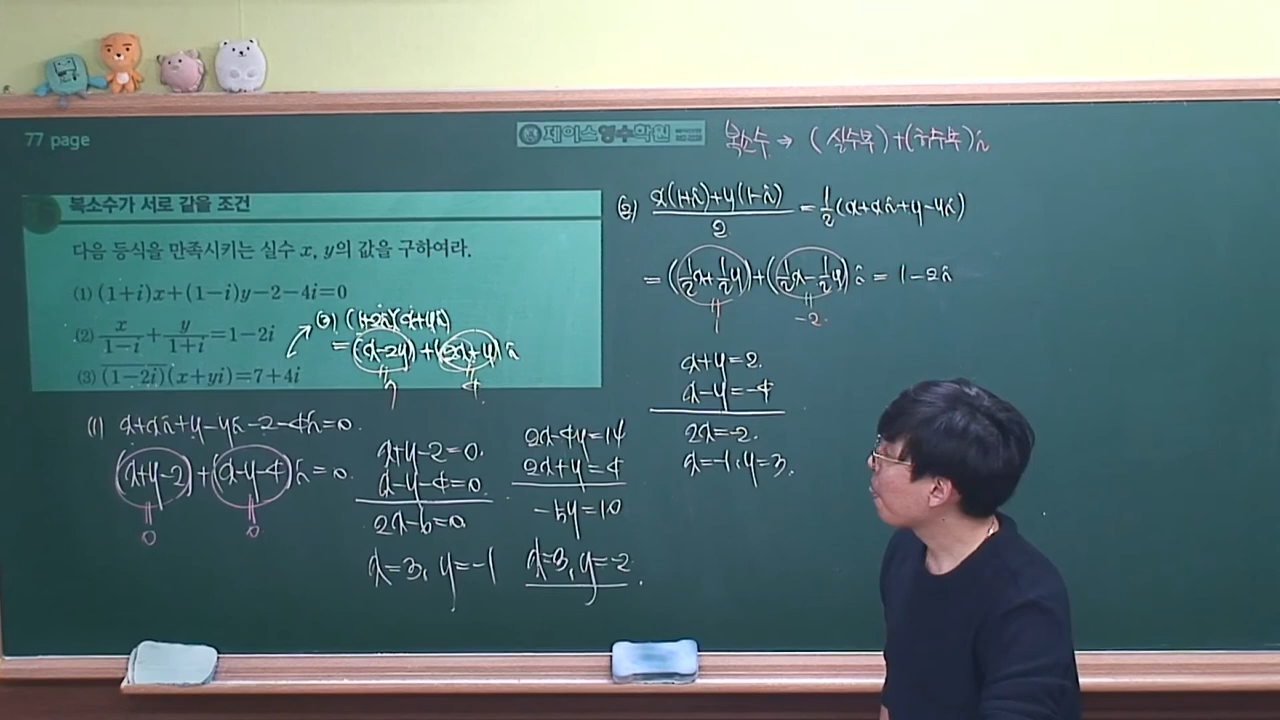 77 page
제이스영수학원
복소수 → (실수부)+(허수부)i
복소수가 서로 같을 조건
다음 등식을 만족시키는 실수 x, y의 값을 구하여라.
(1) (1+i)x+(1-i)y-2-4i=0
(2) x/(1-i)+y/(1+i)=1-2i
(3) \overline{(1-2i)}(x+yi)=7+4i
(3) (1+2i)(x+yi)
=(x-2y)+(2x+y)i
7 4
(1) x+xi+y-yi-2-4i=0.
(x+y-2)+(x-y-4)i=0.
0 0
x+y-2=0.
x-y-4=0.
2x-6=0.
x=3, y=-1
2x-4y=14
2x+y=4
-5y=10
x=3, y=-2.
(2) (x(1+i)+y(1-i))/2=1/2(x+xi+y-yi)
=(1/2x+1/2y)+(1/2x-1/2y)i=1-2i
1 -2.
x+y=2.
x-y=-4
2x=-2.
x=-1, y=3.